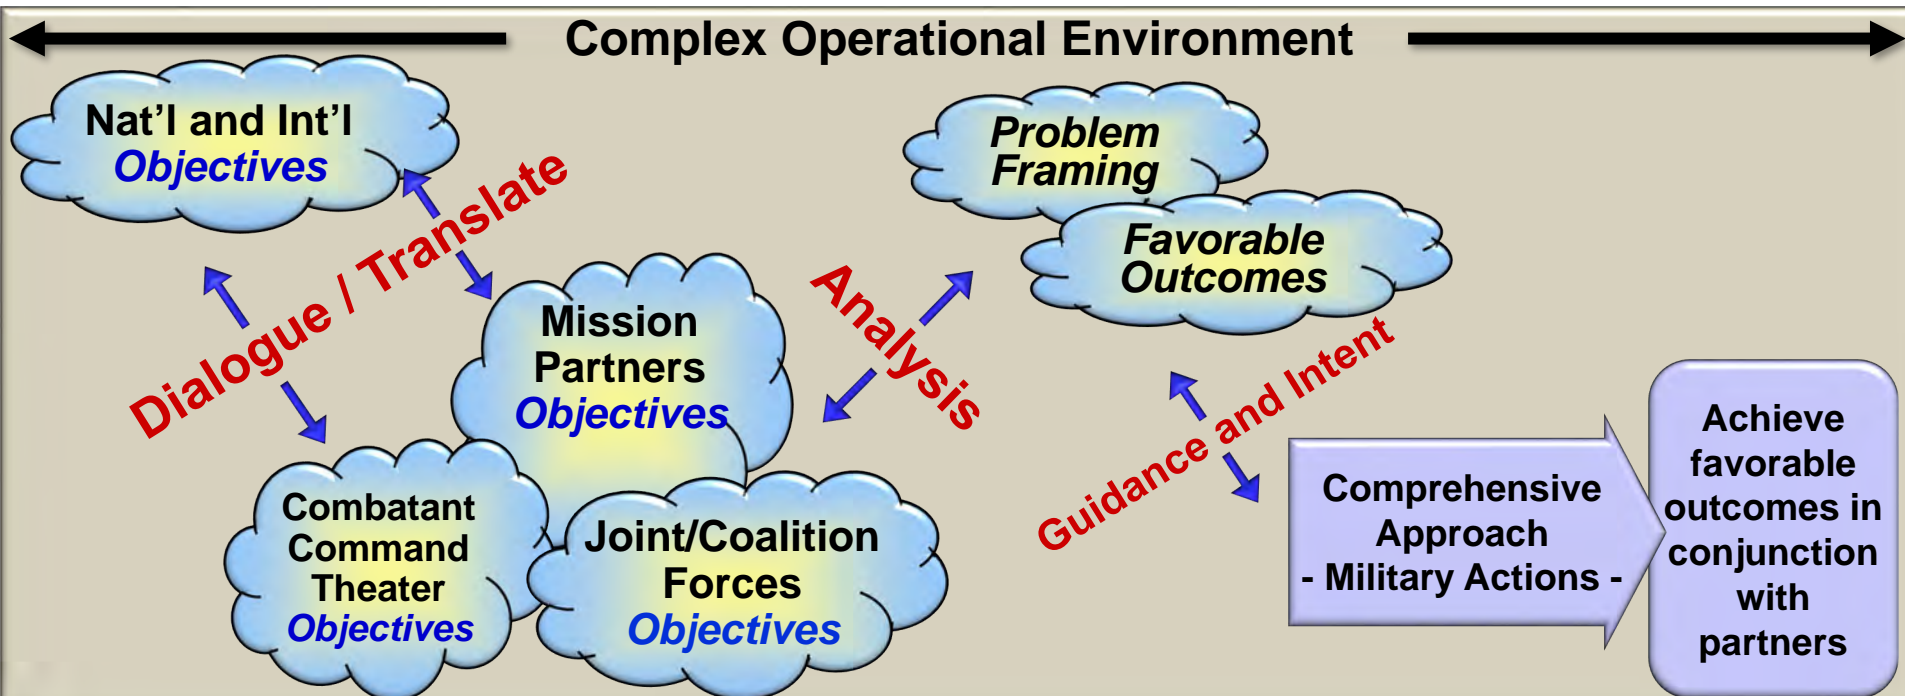 Complex Operational Environment
Nat'l and Int'l
Objectives
Dialogue / Translate
Mission
Partners
Objectives
Combatant
Command
Theater
Objectives
Joint/Coalition
Forces
Objectives
Analysis
Problem
Framing
Favorable
Outcomes
Guidance and Intent
Comprehensive
Approach
- Military Actions -
Achieve
favorable
outcomes in
conjunction
with
partners